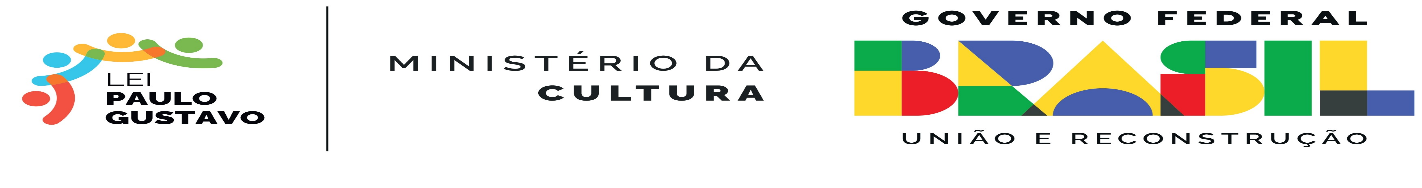 LEI
PAULO
GUSTAVO
MINISTÉRIO DA
CULTURA
GOVERNO FEDERAL
BRASIL
UNIÃO E RECONSTRUÇÃO